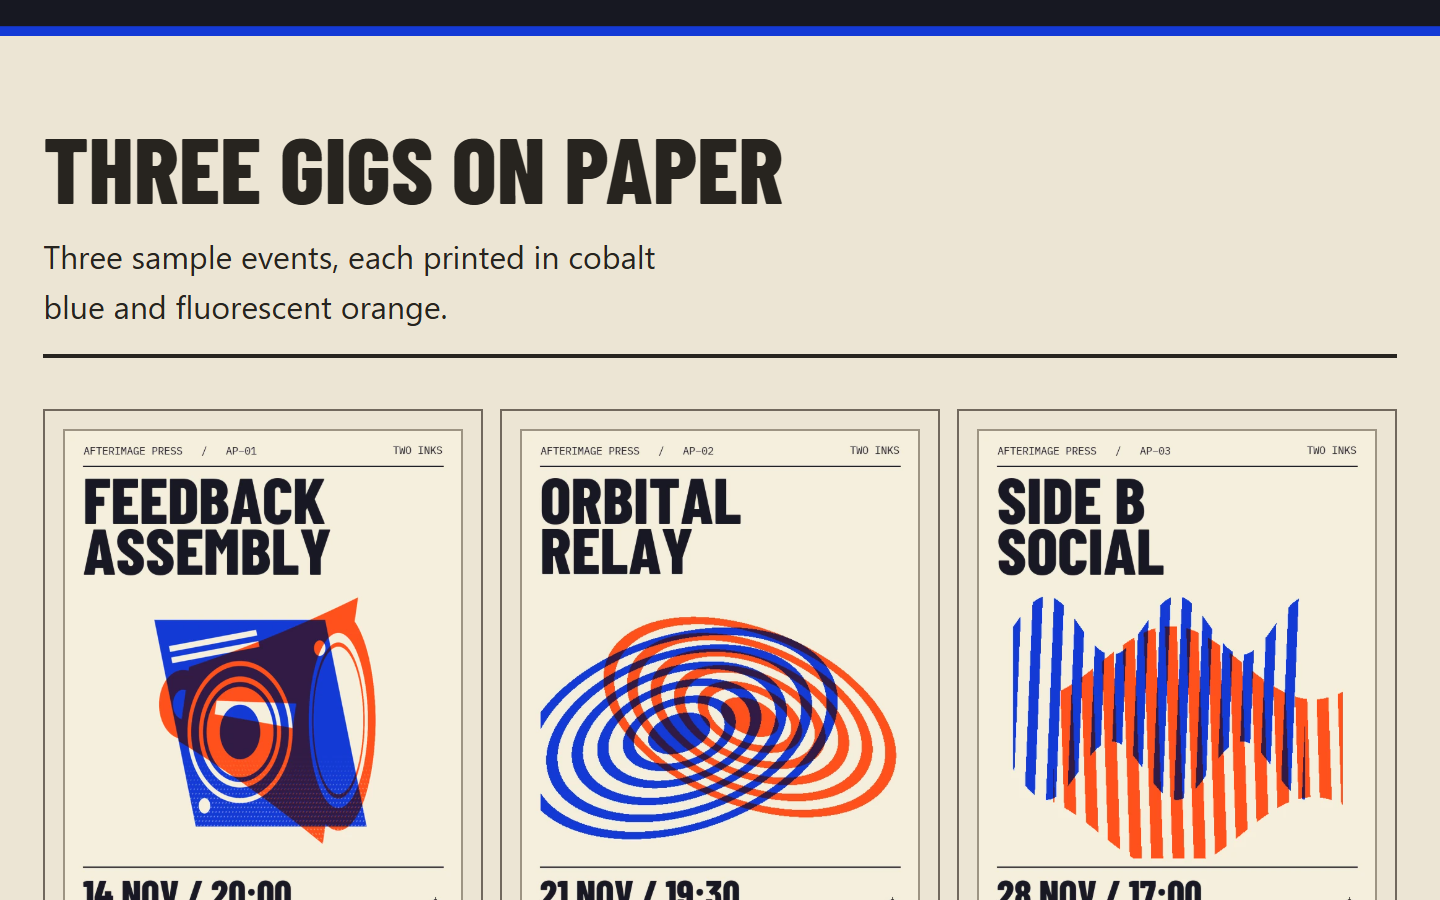 THREE GIGS ON PAPER
Three sample events, each printed in cobalt
blue and fluorescent orange.
AFTERIMAGE PRESS / AP-01 TWO INKS
FEEDBACK
ASSEMBLY
14 NOV / 20:00
AFTERIMAGE PRESS / AP-02 TWO INKS
ORBITAL
RELAY
21 NOV / 19:30
AFTERIMAGE PRESS / AP-03 TWO INKS
SIDE B
SOCIAL
28 NOV / 17:00